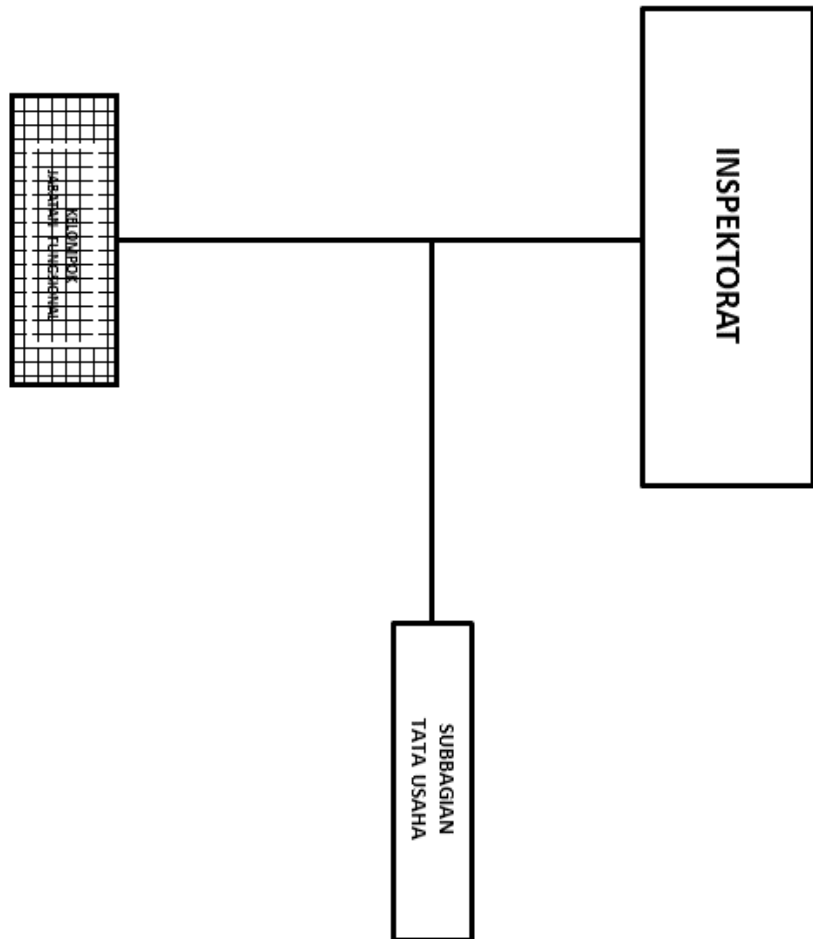 INSPEKTORAT
SUBBAGIAN
TATA USAHA
KELOMPOK
JABATAN FUNGSIONAL